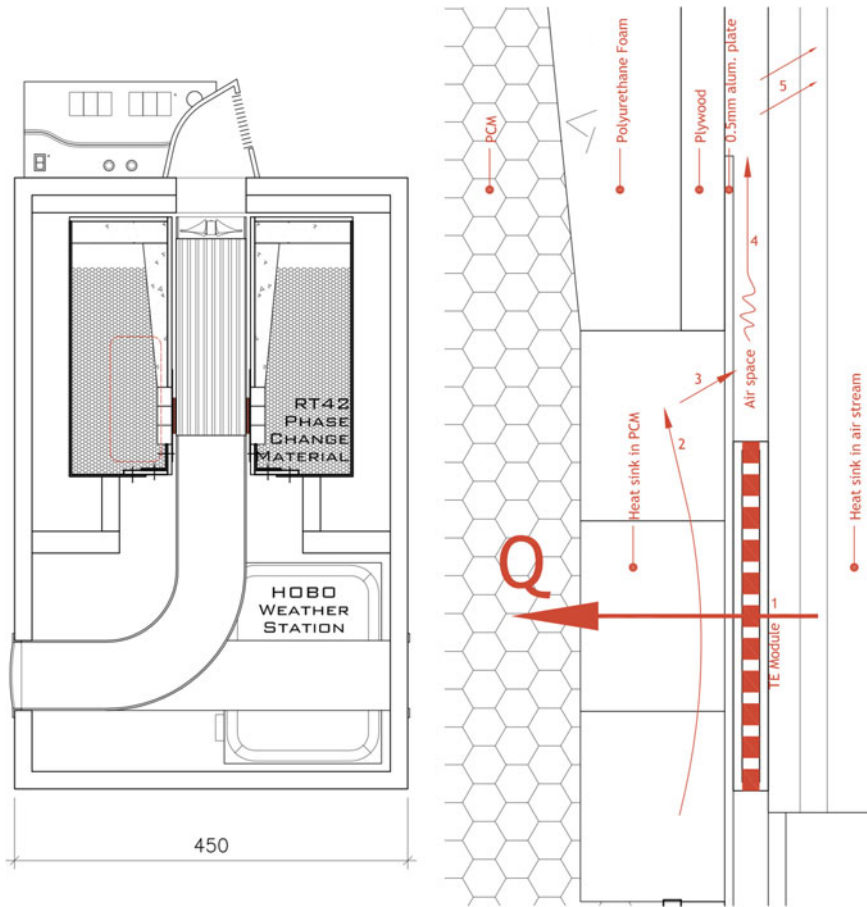 RT42
PHASE
CHANGE
MATERIAL
HOBO
WEATHER
STATION
450
PCM
Polyurethane Foam
Plywood
0.5mm alum. plate
5
4
Air space
3
2
Heat sink in PCM
Heat sink in air stream
Q
1
TE Module